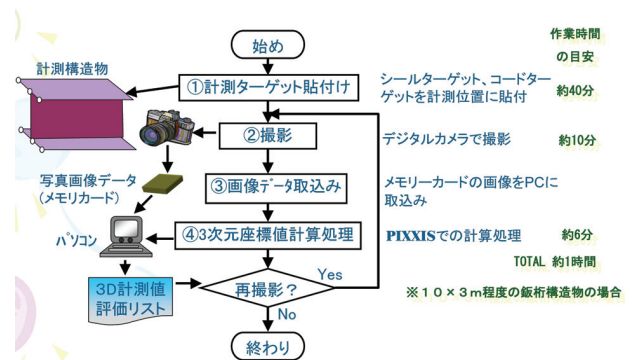 作業時間
の目安
始め
計測構造物
①計測ターゲット貼付け
シールターゲット、コードター
ゲットを計測位置に貼付
約40分
②撮影
デジタルカメラで撮影
約10分
写真画像データ
(メモリカード)
③画像データ取込み
メモリーカードの画像をPCに
取込み
パソコン
④3次元座標値計算処理
PIXXISでの計算処理
約6分
TOTAL 約1時間
3D計測値
評価リスト
再撮影？
Yes
※１０×３ｍ程度の鈑桁構造物の場合
No
終わり